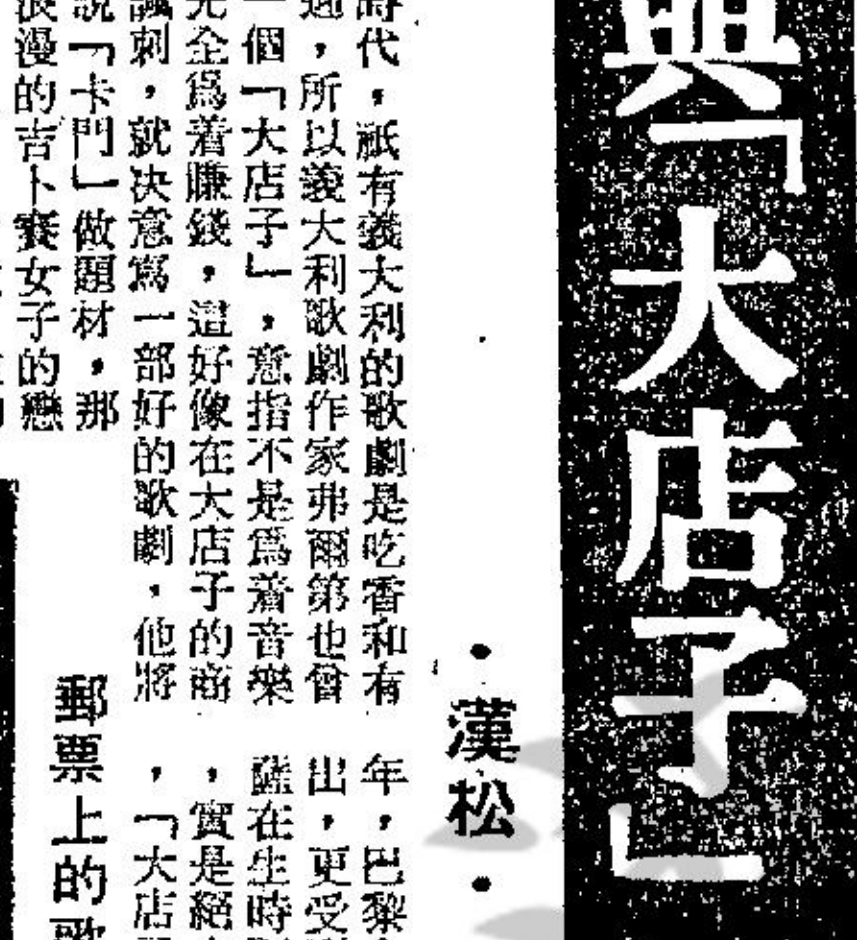 與「大店子」
・漢松・
時代，祇有義大利的歌劇是吃香和有
過，所以義大利歌劇作家弗爾第也曾
一個「大店子」，意指不是爲着音樂
完全爲着賺錢，這好像在大店子的商
諷刺，就決意寫一部好的歌劇，他將
說「卡門」做題材，那
浪漫的吉卜賽女子的戀
年，巴黎
出，更受
薩在生時
，實是絕
，「大店
郵票上的歌